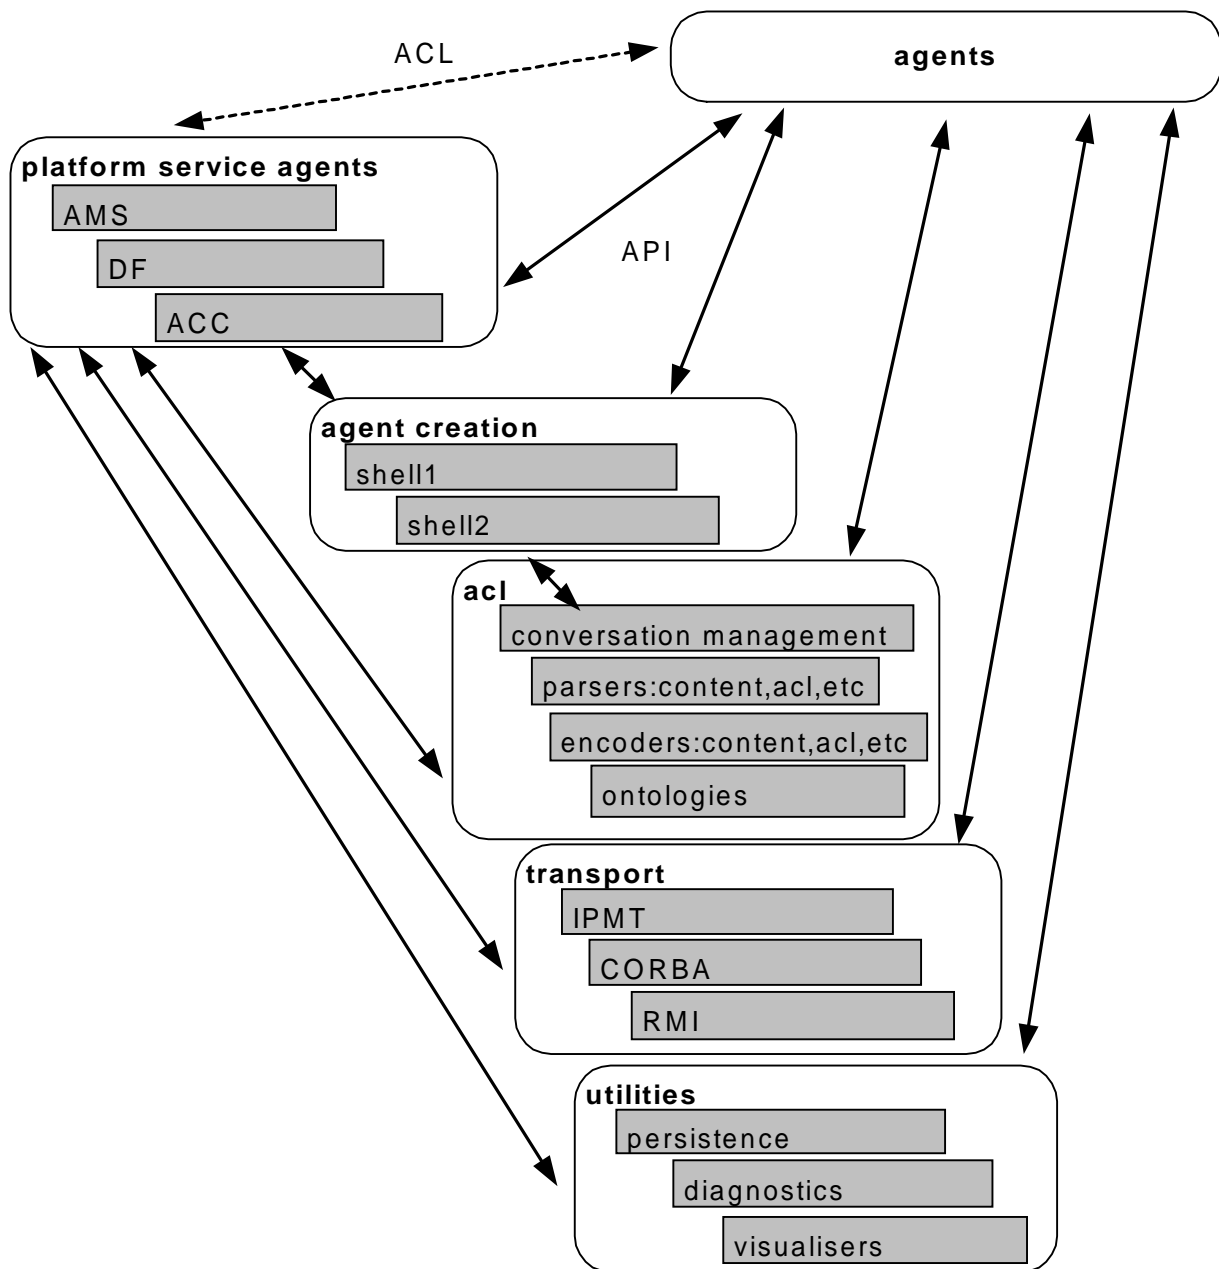 ACL
agents
platform service agents
AMS
DF
ACC
API
agent creation
shell1
shell2
acl
conversation management
parsers:content,acl,etc
encoders:content,acl,etc
ontologies
transport
IPMT
CORBA
RMI
utilities
persistence
diagnostics
visualisers